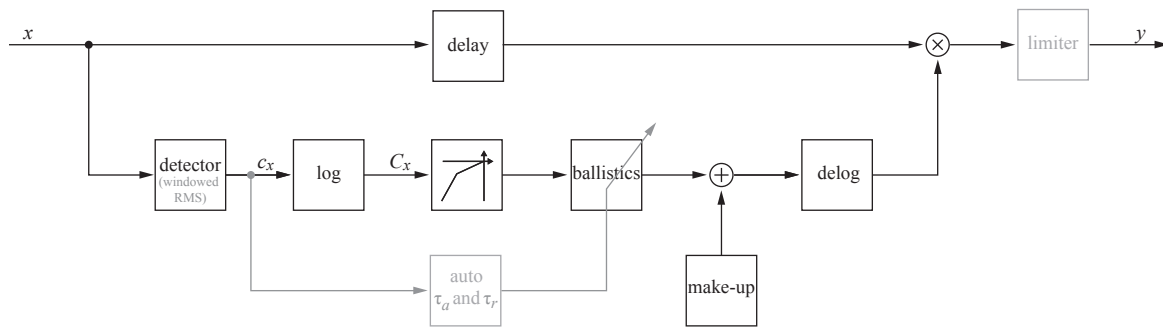 x
delay
limiter
y
detector
(windowed
RMS)
c_x
log
C_x
ballistics
delog
auto
τ_a and τ_r
make-up